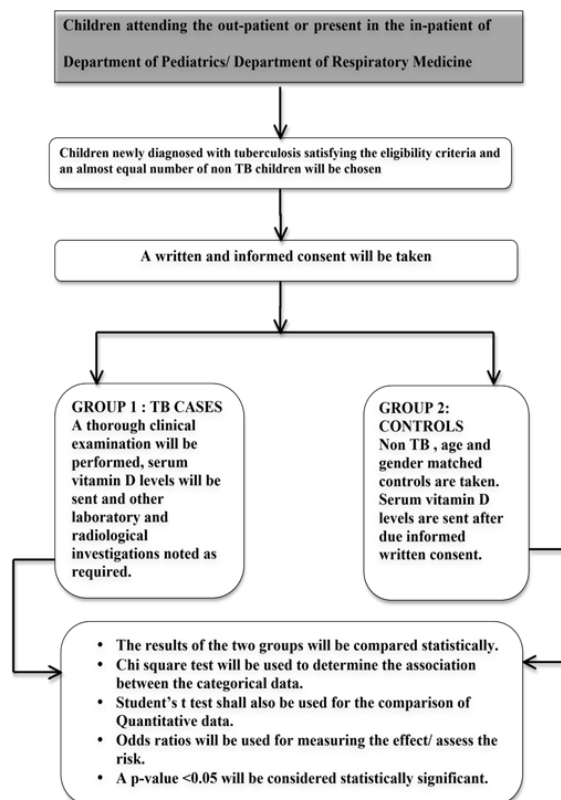 Children attending the out-patient or present in the in-patient of
Department of Pediatrics/ Department of Respiratory Medicine
Children newly diagnosed with tuberculosis satisfying the eligibility criteria and
an almost equal number of non TB children will be chosen
A written and informed consent will be taken
GROUP 1 : TB CASES
A thorough clinical
examination will be
performed, serum
vitamin D levels will be
sent and other
laboratory and
radiological
investigations noted as
required.
GROUP 2:
CONTROLS
Non TB , age and
gender matched
controls are taken.
Serum vitamin D
levels are sent after
due informed
written consent.
• The results of the two groups will be compared statistically.
• Chi square test will be used to determine the association
between the categorical data.
• Student’s t test shall also be used for the comparison of
Quantitative data.
• Odds ratios will be used for measuring the effect/ assess the
risk.
• A p-value <0.05 will be considered statistically significant.